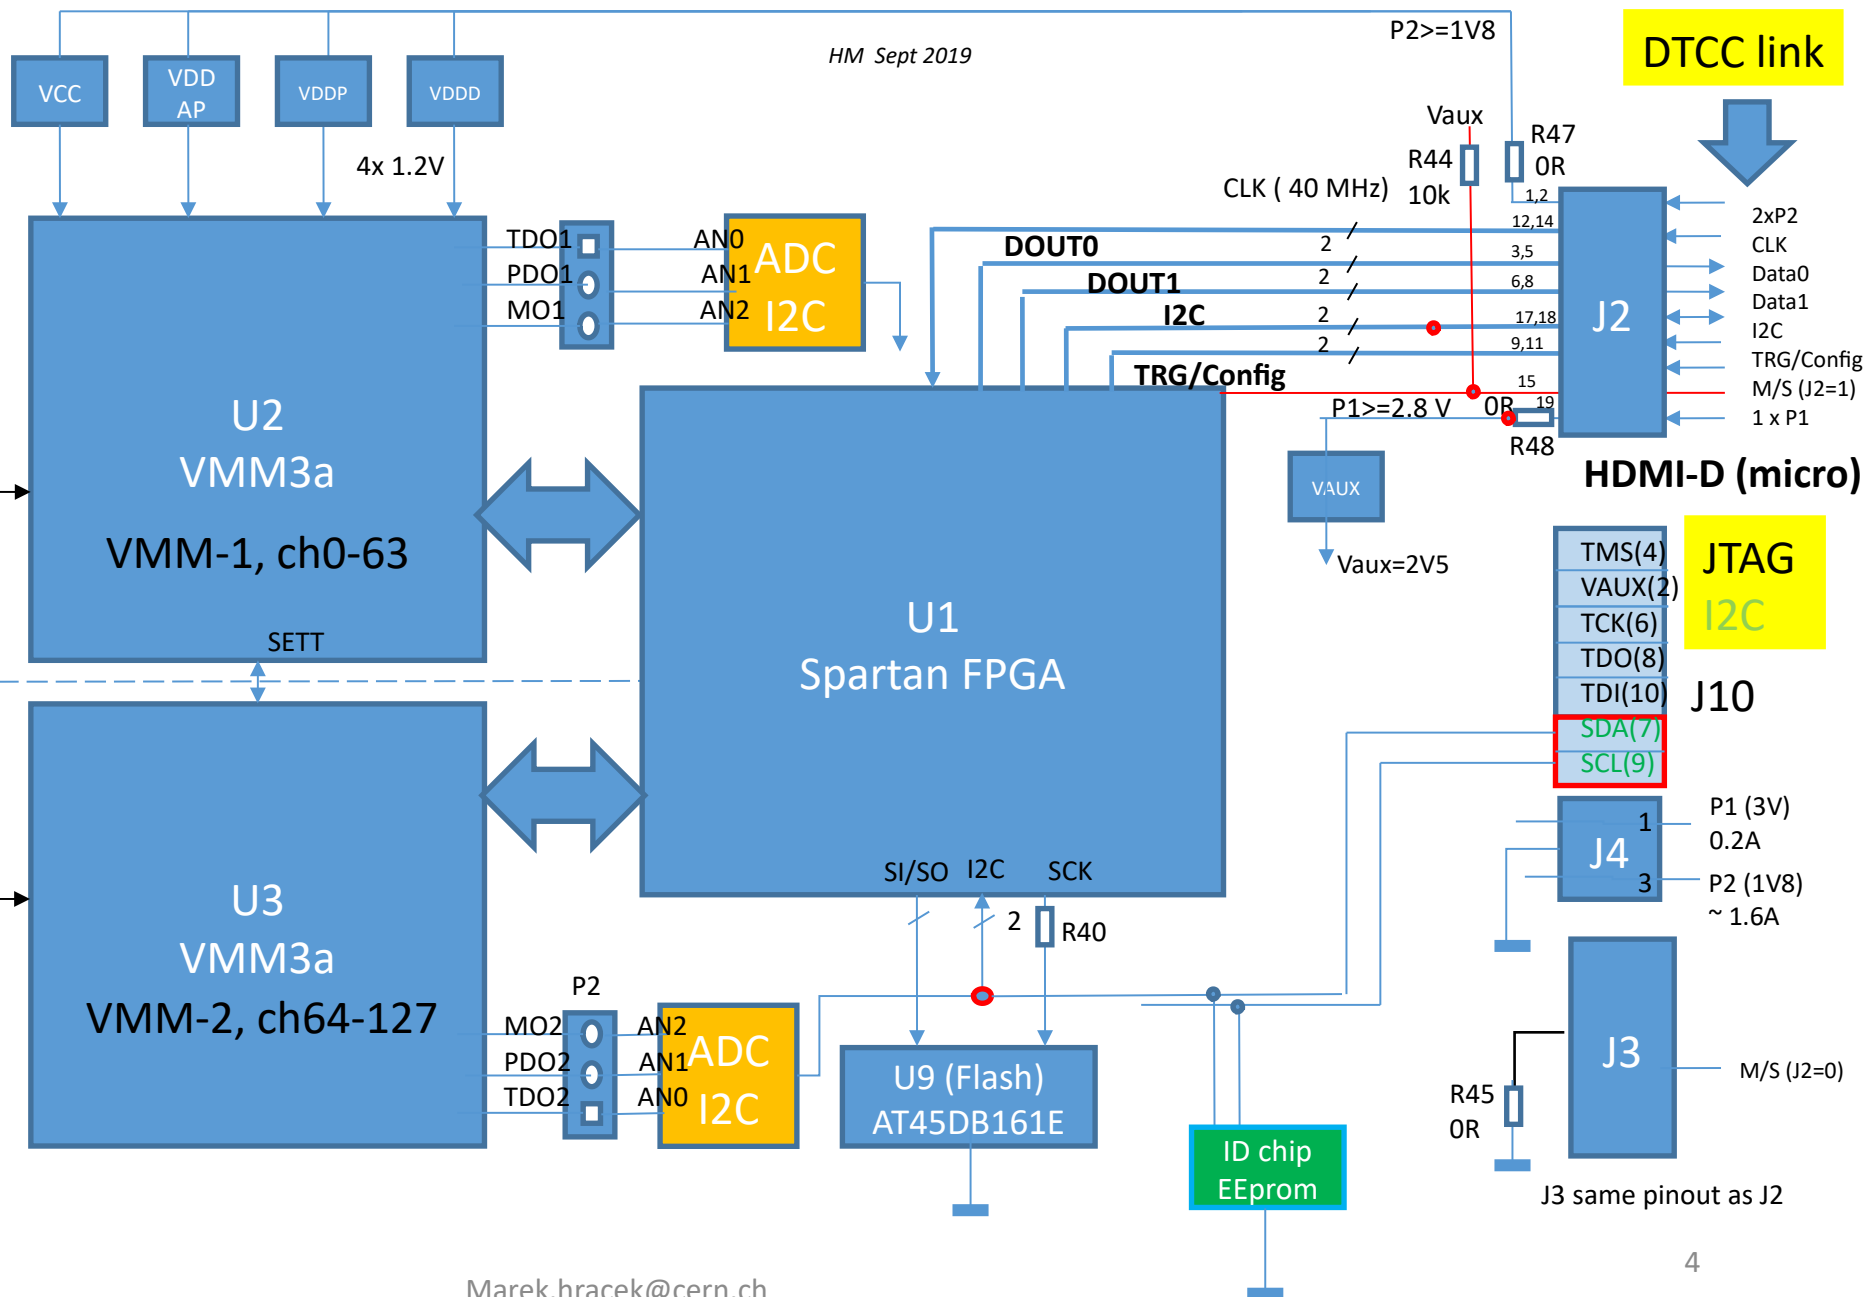 P2>=1V8
HM Sept 2019
DTCC link
VCC
VDD
AP
VDDP
VDDD
4x 1.2V
Vaux
R44
10k
R47
0R
CLK ( 40 MHz)
1,2
12,14
3,5
6,8
17,18
9,11
15
19
2
2
2
2
DOUT0
DOUT1
I2C
TRG/Config
P1>=2.8 V
0R
R48
J2
2xP2
CLK
Data0
Data1
I2C
TRG/Config
M/S (J2=1)
1 x P1
HDMI-D (micro)
TDO1
PDO1
MO1
AN0
AN1
AN2
ADC
I2C
U2
VMM3a
VMM-1, ch0-63
SETT
VAUX
Vaux=2V5
U1
Spartan FPGA
TMS(4)
VAUX(2)
TCK(6)
TDO(8)
TDI(10)
SDA(7)
SCL(9)
JTAG
I2C
J10
J4
1
3
P1 (3V)
0.2A
P2 (1V8)
~ 1.6A
U3
VMM3a
VMM-2, ch64-127
SI/SO
I2C
SCK
2
R40
P2
MO2
PDO2
TDO2
AN2
AN1
AN0
ADC
I2C
U9 (Flash)
AT45DB161E
ID chip
EEprom
J3
R45
0R
M/S (J2=0)
J3 same pinout as J2
Marek.hracek@cern.ch
4